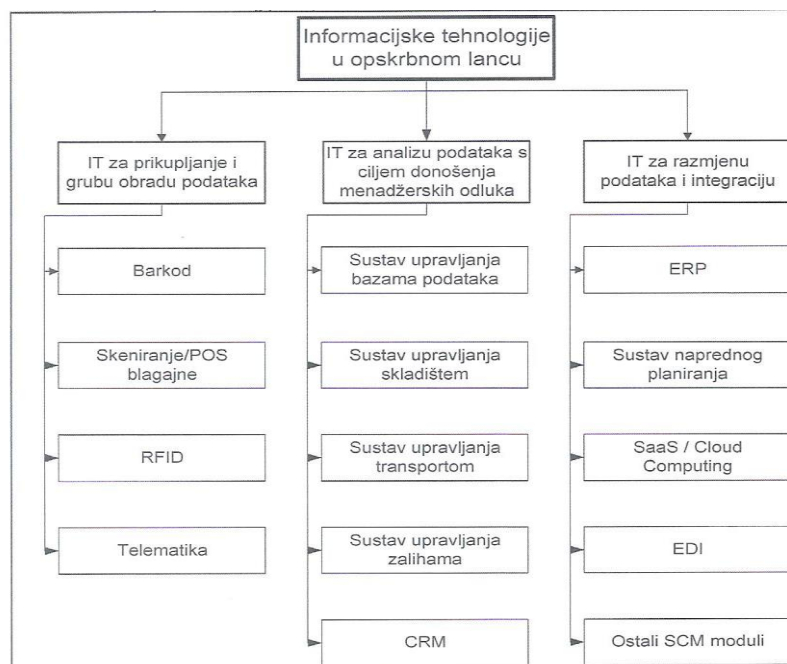 Informacijske tehnologije
u opskrbnom lancu
IT za prikupljanje i
grubu obradu podataka
IT za analizu podataka s
ciljem donošenja
menadžerskih odluka
IT za razmjenu
podataka i integraciju
Barkod
Skeniranje/POS
blagajne
RFID
Telematika
Sustav upravljanja
bazama podataka
Sustav upravljanja
skladištem
Sustav upravljanja
transportom
Sustav upravljanja
zalihama
CRM
ERP
Sustav naprednog
planiranja
SaaS / Cloud
Computing
EDI
Ostali SCM moduli